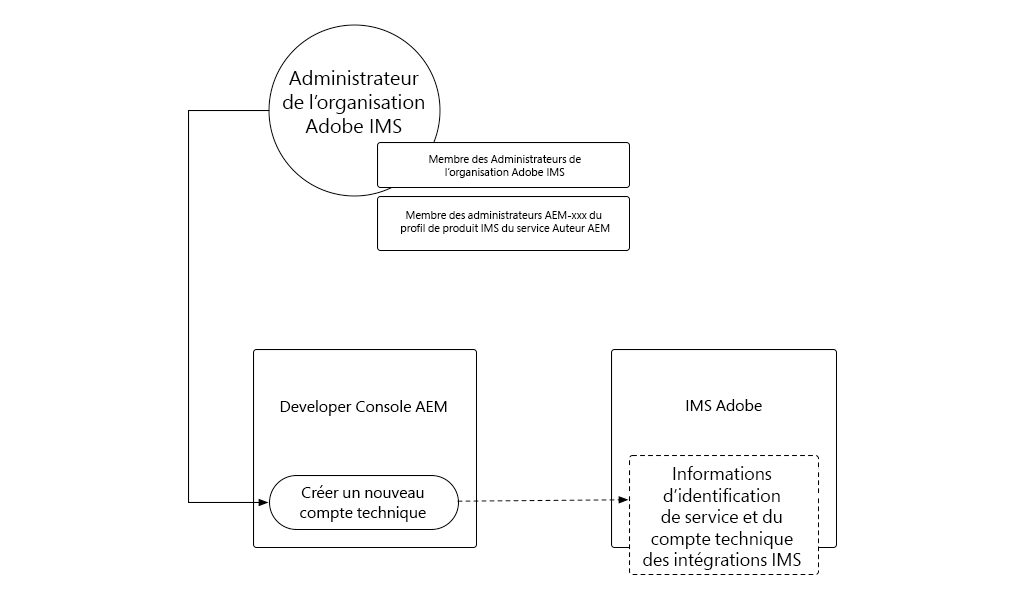 Administrateur
de l’organisation
Adobe IMS
Membre des Administrateurs de
l’organisation Adobe IMS
Membre des administrateurs AEM-xxx du
profil de produit IMS du service Auteur AEM
Developer Console AEM
Créer un nouveau
compte technique
IMS Adobe
Informations
d’identification
de service et du
compte technique
des intégrations IMS